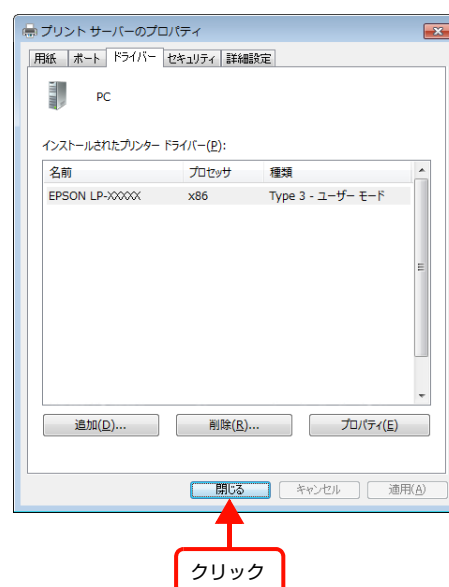 プリント サーバーのプロパティ
用紙 ポート ドライバー セキュリティ 詳細設定
PC
インストールされたプリンター ドライバー(P):
名前 プロセッサ 種類
EPSON LP-XXXXX x86 Type 3 - ユーザー モード
追加(D)... 削除(R)... プロパティ(E)
閉じる キャンセル 適用(A)
クリック